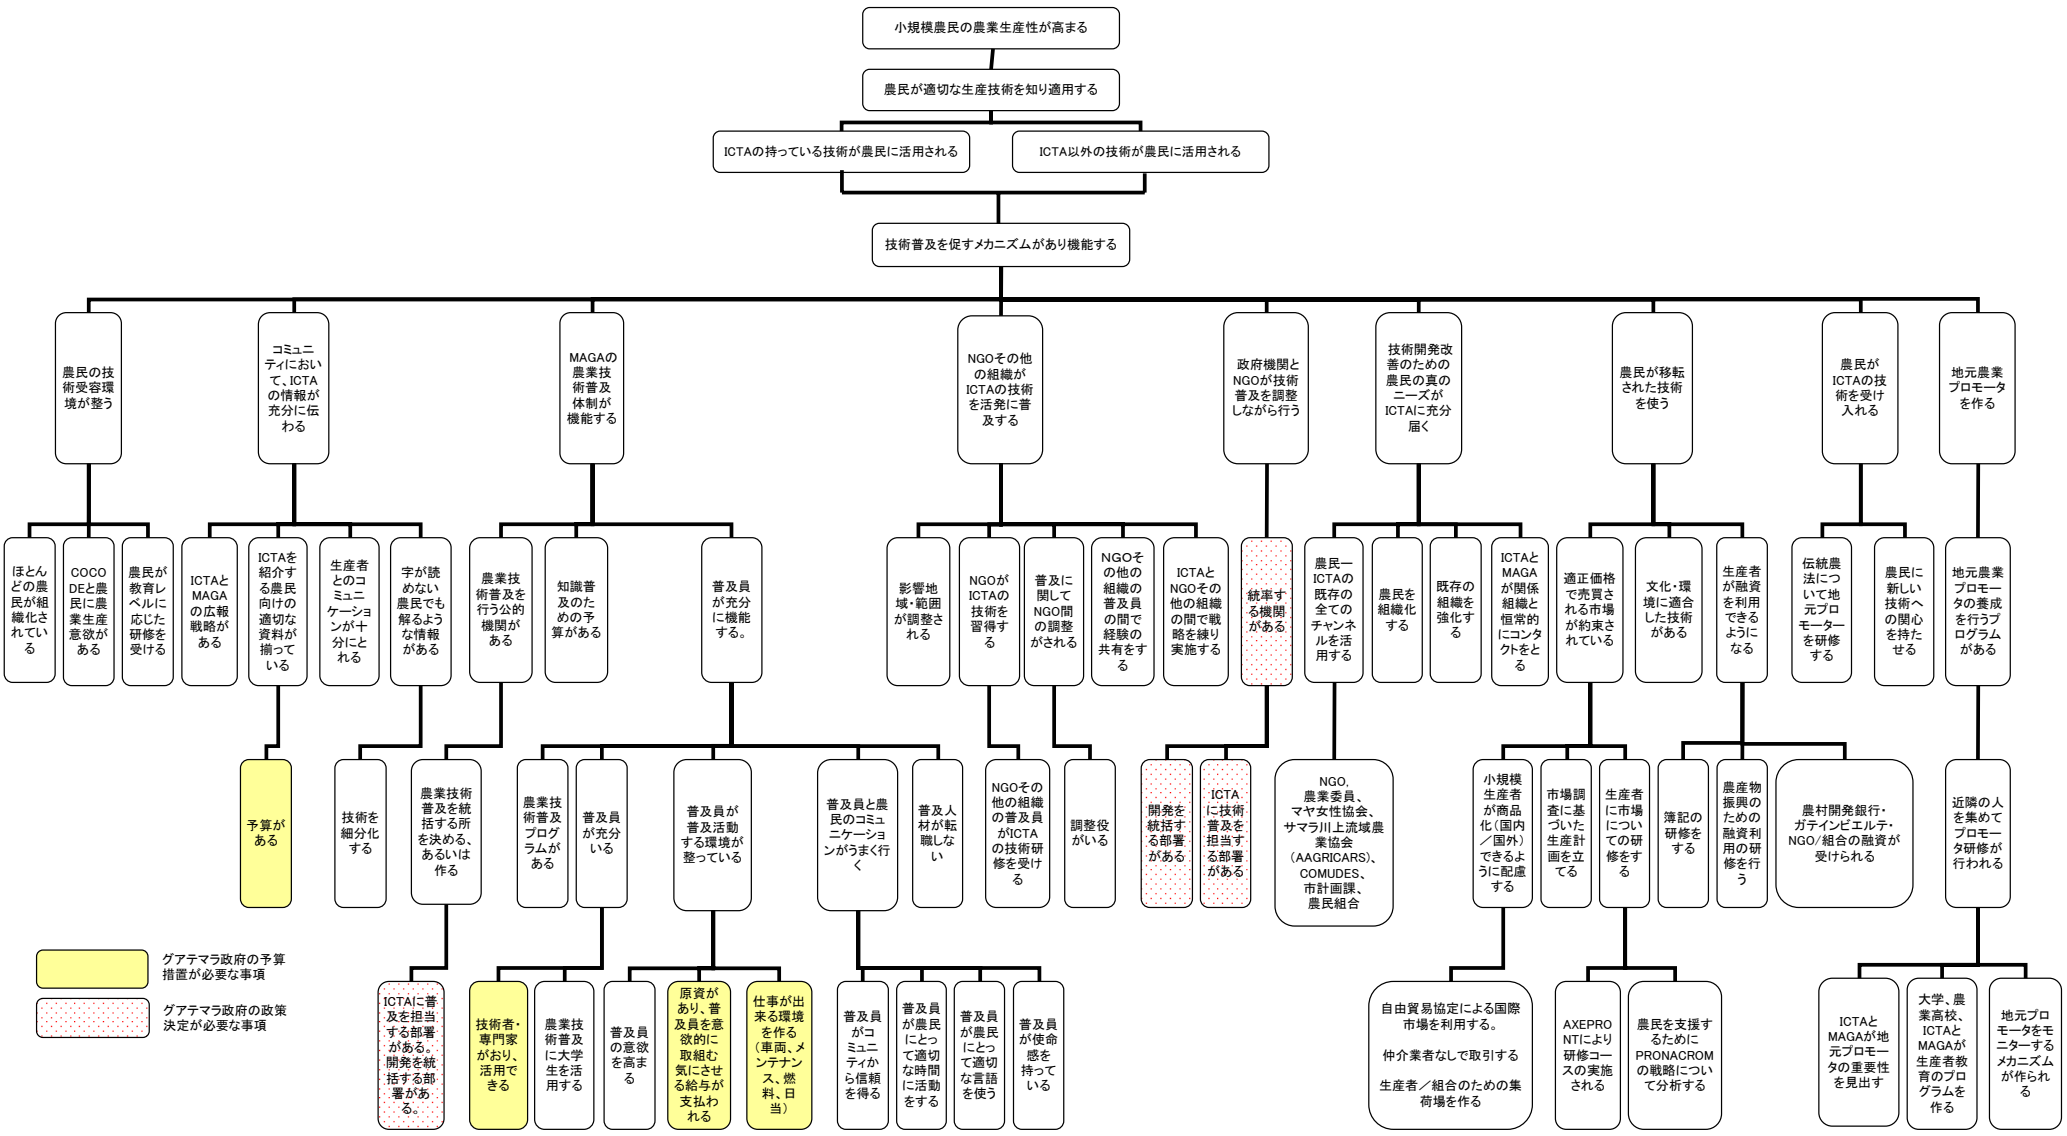 小規模農民の農業生産性が高まる
農民が適切な生産技術を知り適用する
ICTAの持っている技術が農民に活用される
ICTA以外の技術が農民に活用される
技術普及を促すメカニズムがあり機能する
農民の技
術受容環
境が整う
コミュニ
ティにおい
て、ICTA
の情報が
充分に伝
わる
MAGAの
農業技
術普及
体制が
機能する
NGOその他
の組織が
ICTAの技術
を活発に普
及する
政府機関と
NGOが技術
普及を調整
しながら行う
技術開発改
善のための
農民の真の
ニーズが
ICTAに充分
届く
農民が移転
された技術
を使う
農民が
ICTAの技
術を受け
入れる
地元農業
プロモータ
を作る
ほとん
どの農
民が組
織化さ
れてい
る
COCO
DEと農
民に農
業生産
意欲が
ある
農民が
教育レ
ベルに
応じた
研修を
受ける
ICTAと
MAGA
の広報
戦略が
ある
ICTAを
紹介す
る農民
向けの
適切な
資料が
揃って
いる
生産者
とのコ
ミュニ
ケーショ
ンが十
分にと
れる
字が読
めない
農民でも
解るよう
な情報
がある
農業技
術普及を
行う公的
機関が
ある
知識普
及のた
めの予
算がある
普及員
が充分
に機能
する。
影響地
域・範囲
が調整さ
れる
NGOが
ICTAの
技術を
習得す
る
普及に
関して
NGO間
の調整
がされる
NGOそ
の他の
組織の
普及員
の間で
経験の
共有をす
る
ICTAと
NGOその
他の組織
の間で戦
略を練り
実施する
統率す
る機関
がある
農民ー
ICTAの
既存の
全ての
チャンネ
ルを活
用する
農民を
組織化
する
既存の
組織を
強化す
る
ICTAと
MAGA
が関係
組織と
恒常的
にコンタ
クトをと
る
適正価格
で売買さ
れる市場
が約束さ
れている
文化・環
境に適合
した技術
がある
生産者
が融資
を利用
できる
ように
なる
伝統農
法につ
いて地
元プロ
モーター
を研修
する
農民に
新しい
技術へ
の関心
を持た
せる
地元農業
プロモー
タの養成
を行うプ
ログラム
がある
予算が
ある
技術を
細分化
する
農業技術
普及を統
括する所
を決める、
あるいは
作る
農業技
術普及
プログ
ラムが
ある
普及員
が充分
いる
普及員が
普及活動
する環境
が整っている
普及員と農
民のコミュ
ニケーショ
ンがうまく行
く
普及人
材が転
職しな
い
NGOその
他の組織
の普及員
がICTA
の技術研
修を受け
る
調整役
がいる
開発を
統括す
る部署
がある
ICTA
に技術
普及を
担当す
る部署
がある
NGO,
農業委員、
マヤ女性協会、
サマラ川上流域農
業協会
(AAGRICARS)、
COMUDES、
市計画課、
農民組合
小規模
生産者
が商品
化(国内
／国外)
できるよ
うに配慮
する
市場調
査に基
づいた
生産計
画を立
てる
生産者
に市場
につい
ての研
修をす
る
簿記の
研修を
する
農産物
振興の
ための
融資利
用の研
修を行
う
農村開発銀行・
ガテインビエルテ・
NGO/組合の融資が
受けられる
近隣の人
を集めて
プロモー
タ研修が
行われる
グアテマラ政府の予算
措置が必要な事項
グアテマラ政府の政策
決定が必要な事項
ICTAに普
及を担当
する部署
がある。
開発を統
括する部
署があ
る。
技術者・
専門家
がおり、
活用で
きる
農業技
術普及
に大学
生を活
用する
普及員
の意欲
を高ま
る
原資が
あり、普
及員を意
欲的に
取組む
気にさせ
る給与が
支払わ
れる
仕事が出
来る環境
を作る
(車両、メ
ンテナン
ス、燃
料、日
当)
普及員
がコ
ミュニ
ティか
ら信頼
を得る
普及員
が農民
にとっ
て適切
な時間
に活動
をする
普及員
が農民
にとっ
て適切
な言語
を使う
普及員
が使命
感を
持って
いる
自由貿易協定による国際
市場を利用する。
仲介業者なしで取引する
生産者／組合のための集
荷場を作る
AXEPRO
NTにより
研修コー
スの実施
される
農民を支援す
るために
PRONACROM
の戦略につい
て分析する
ICTAと
MAGAが地
元プロモー
タの重要性
を見出す
大学、農
業高校、
ICTAと
MAGAが
生産者教
育のプロ
グラムを
作る
地元プロ
モータをモ
ニターする
メカニズム
が作られ
る